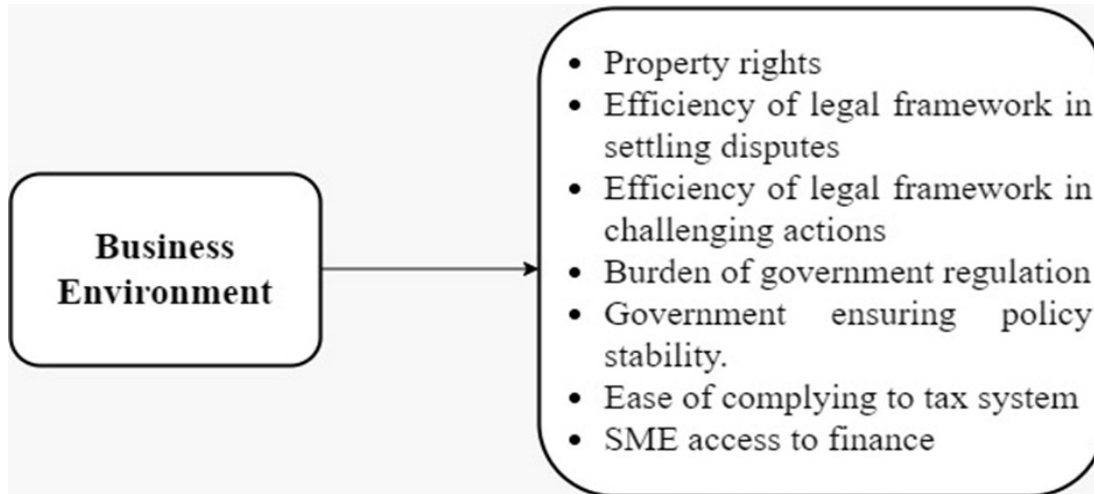 Business
Environment
• Property rights
• Efficiency of legal framework in
settling disputes
• Efficiency of legal framework in
challenging actions
• Burden of government regulation
• Government ensuring policy
stability.
• Ease of complying to tax system
• SME access to finance